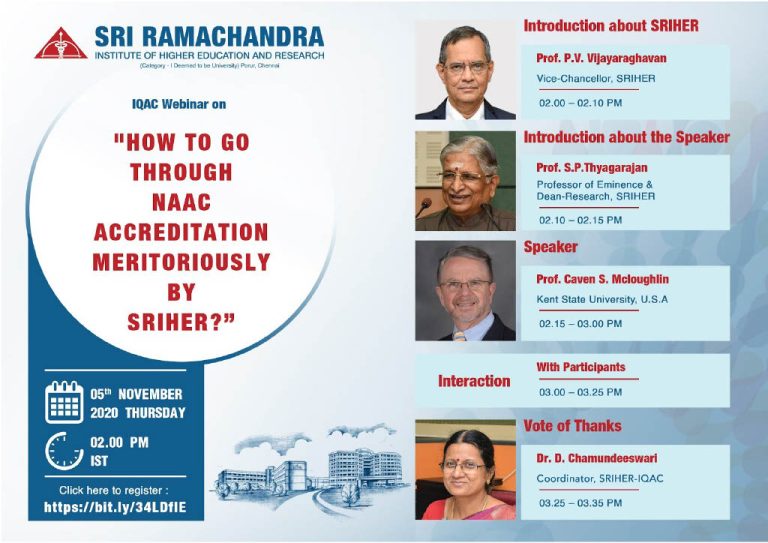 SRI RAMACHANDRA
INSTITUTE OF HIGHER EDUCATION AND RESEARCH
(Category - I Deemed to be University) Porur, Chennai
IQAC Webinar on
"HOW TO GO
THROUGH
NAAC
ACCREDITATION
MERITORIOUSLY
BY
SRIHER?”
05th NOVEMBER
2020 THURSDAY
02.00 PM
IST
Click here to register :
https://bit.ly/34LDfIE
Introduction about SRIHER
Prof. P.V. Vijayaraghavan
Vice-Chancellor, SRIHER
02.00 – 02.10 PM
Introduction about the Speaker
Prof. S.P.Thyagarajan
Professor of Eminence &
Dean-Research, SRIHER
02.10 – 02.15 PM
Speaker
Prof. Caven S. Mcloughlin
Kent State University, U.S.A
02.15 – 03.00 PM
Interaction
With Participants
03.00 – 03.25 PM
Vote of Thanks
Dr. D. Chamundeeswari
Coordinator, SRIHER-IQAC
03.25 – 03.35 PM